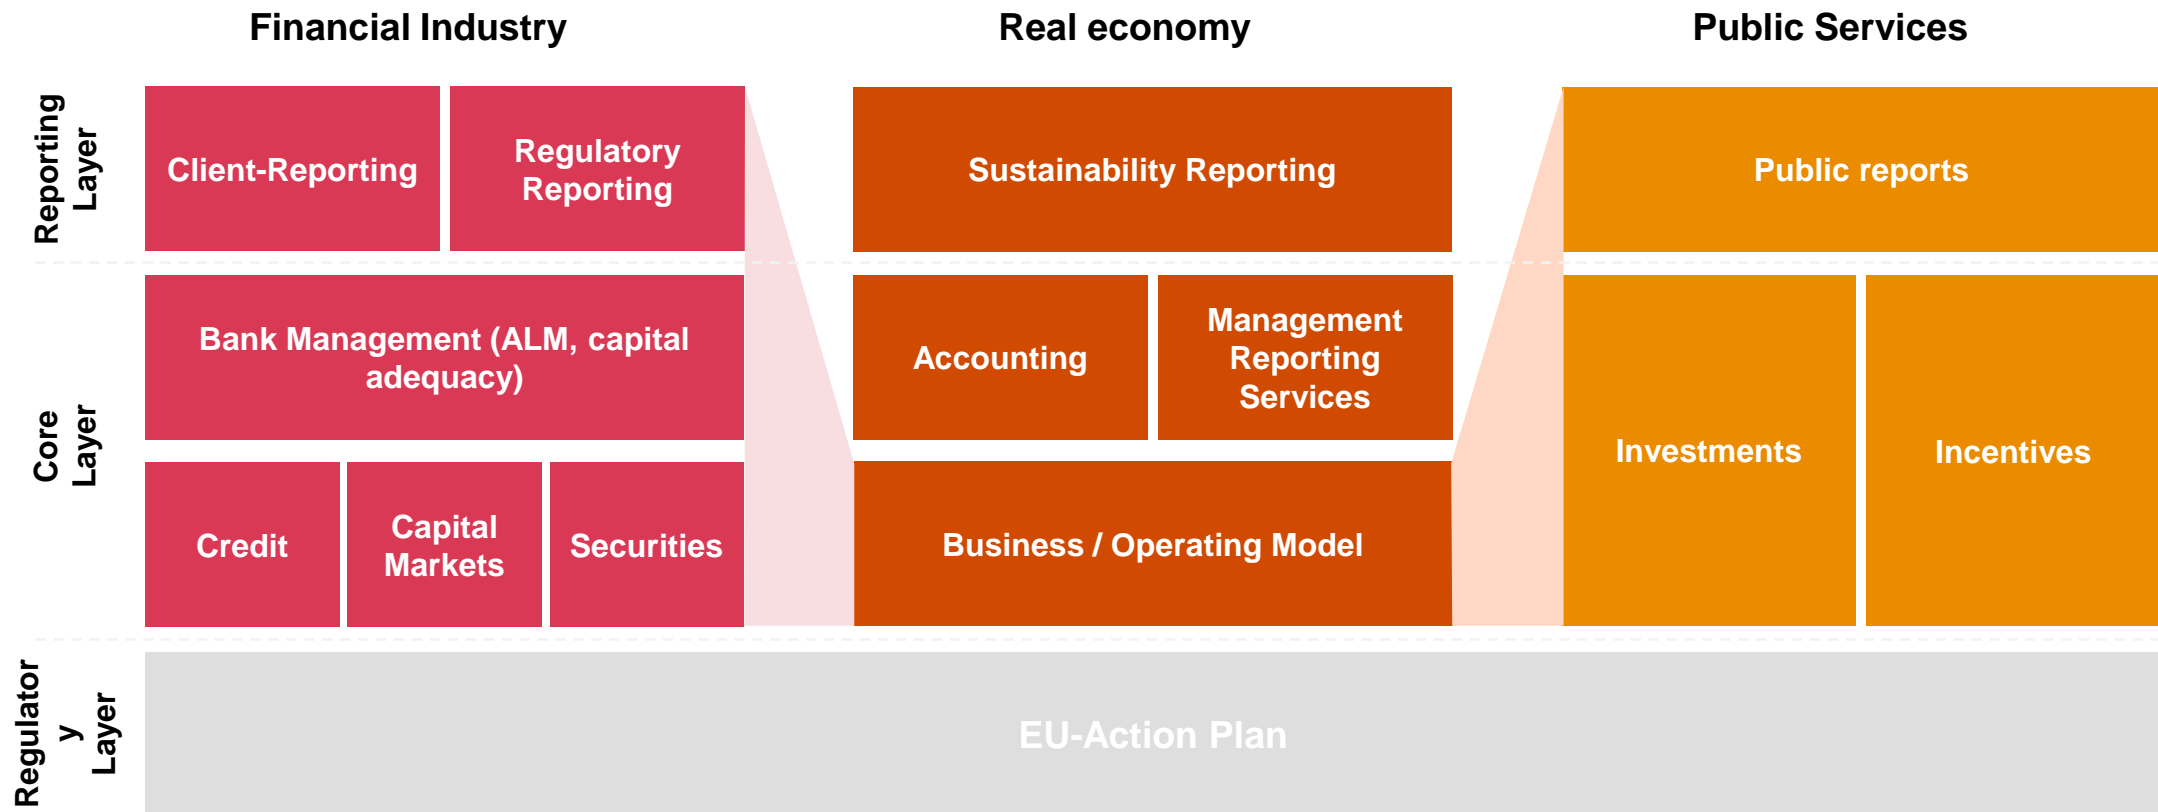 Financial Industry
Real economy
Public Services
Reporting
Layer
Client-Reporting
Regulatory
Reporting
Sustainability Reporting
Public reports
Core
Layer
Bank Management (ALM, capital
adequacy)
Accounting
Management
Reporting
Services
Investments
Incentives
Credit
Capital
Markets
Securities
Business / Operating Model
Regulator
y
Layer
EU-Action Plan